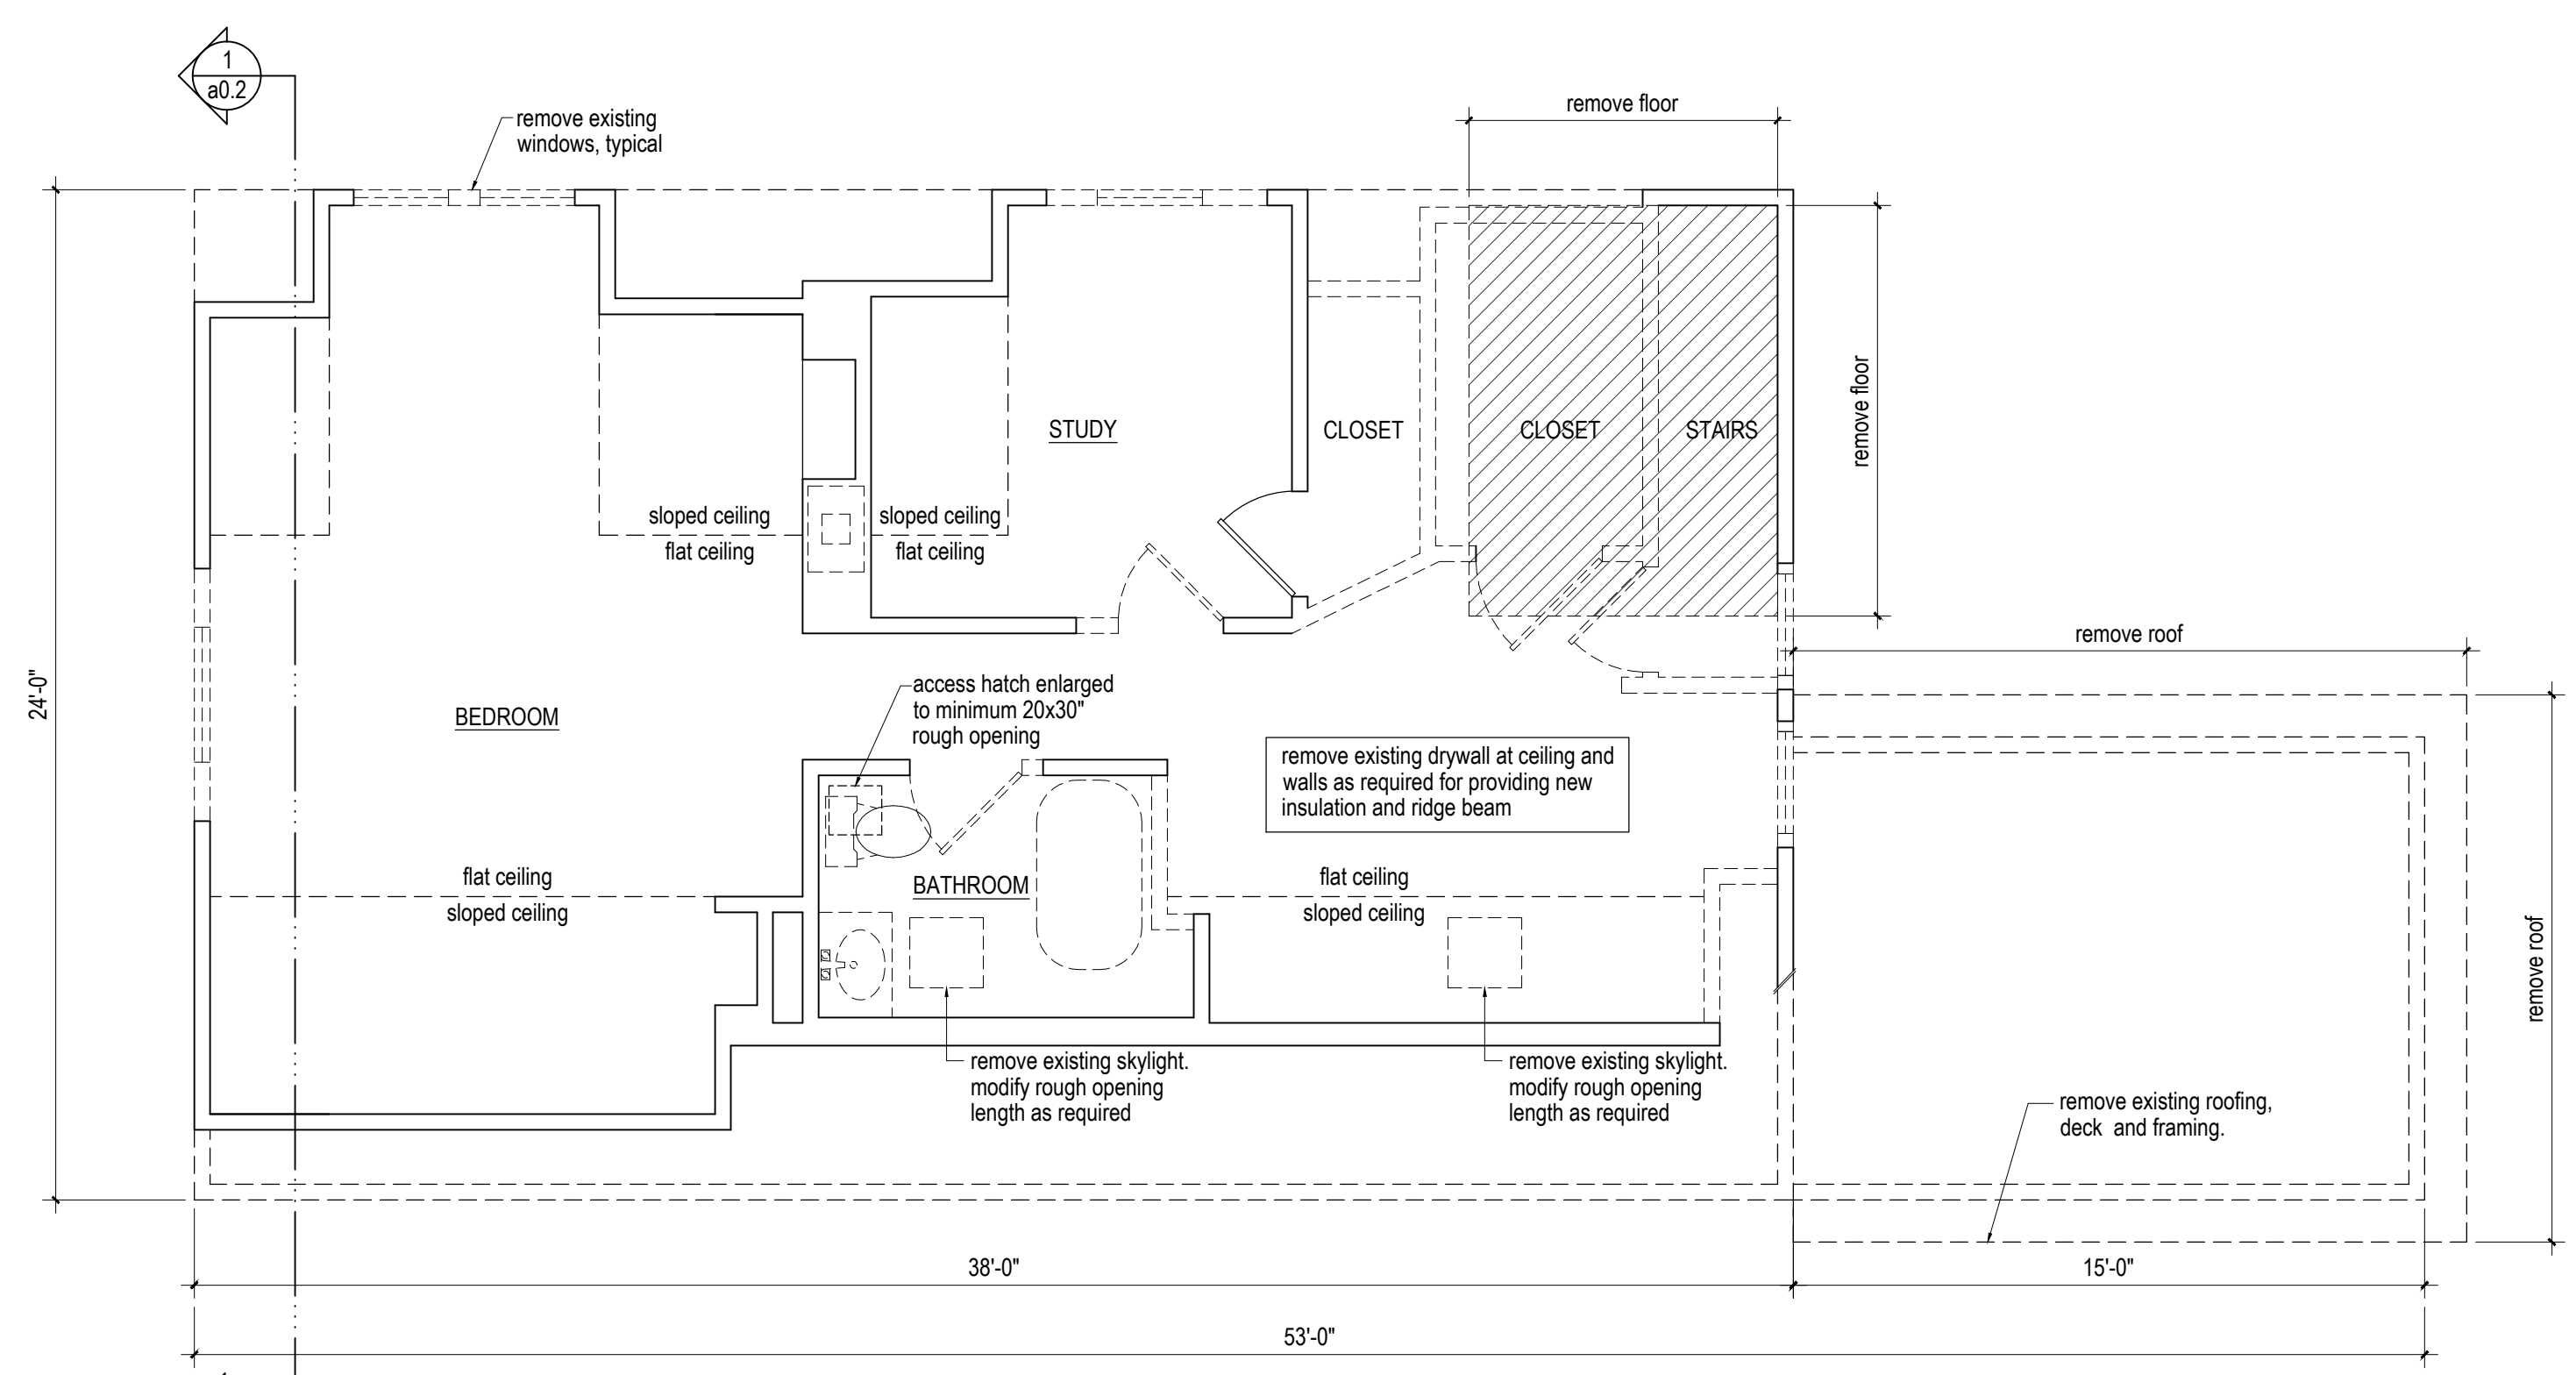 1
a0.2
remove existing
windows, typical
remove floor
remove floor
STUDY
CLOSET
CLOSET
STAIRS
sloped ceiling
flat ceiling
sloped ceiling
flat ceiling
remove roof
24'-0"
BEDROOM
access hatch enlarged
to minimum 20x30"
rough opening
remove existing drywall at ceiling and
walls as required for providing new
insulation and ridge beam
flat ceiling
sloped ceiling
BATHROOM
flat ceiling
sloped ceiling
remove roof
remove existing skylight.
modify rough opening
length as required
remove existing skylight.
modify rough opening
length as required
remove existing roofing,
deck and framing.
38'-0"
15'-0"
53'-0"